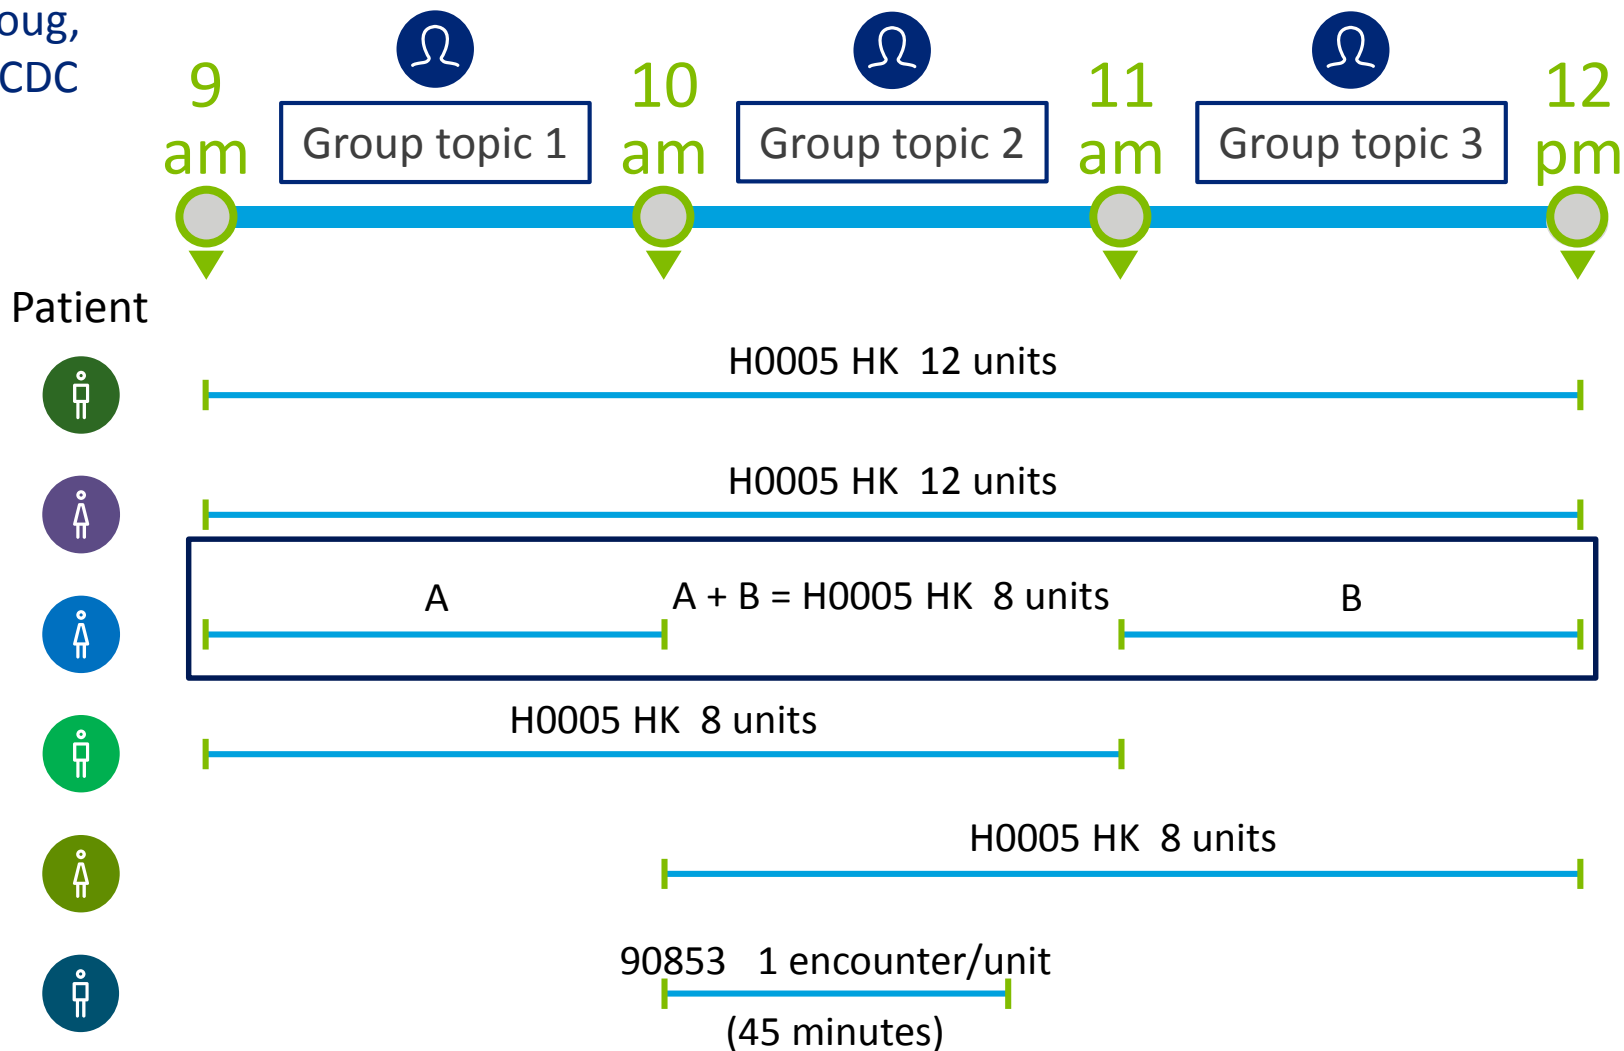 oug,
CDC
9 am
10 am
11 am
12 pm
Group topic 1
Group topic 2
Group topic 3
Patient
H0005 HK 12 units
H0005 HK 12 units
A
A + B = H0005 HK 8 units
B
H0005 HK 8 units
H0005 HK 8 units
90853 1 encounter/unit
(45 minutes)